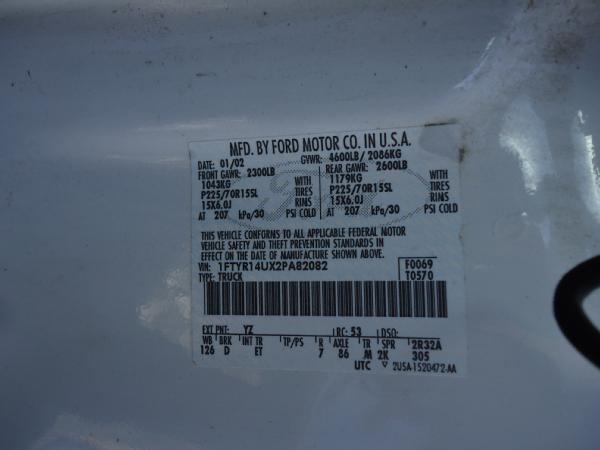 MFD. BY FORD MOTOR CO. IN U.S.A.
DATE: 01/02 GVWR: 4600LB/ 2086KG
FRONT GAWR: 2300LB REAR GAWR: 2600LB
1043KG WITH 1179KG WITH
P225/70R15SL TIRES P225/70R15SL TIRES
15X6.0J RIMS 15X6.0J RIMS
AT 207 kPa/30 PSI COLD AT 207 kPa/30 PSI COLD
THIS VEHICLE CONFORMS TO ALL APPLICABLE FEDERAL MOTOR
VEHICLE SAFETY AND THEFT PREVENTION STANDARDS IN
EFFECT ON THE DATE OF MANUFACTURE SHOWN ABOVE.
VIN: 1FTYR14UX2PA82082 F0069
TYPE: TRUCK T0570
EXT PNT: YZ RC: 53 DSO:
WB BRK INT TR TP/PS R AXLE TR SPR 2R32A
126 D ET 7 86 M 2K 305
UTC 2USA-1520472-AA